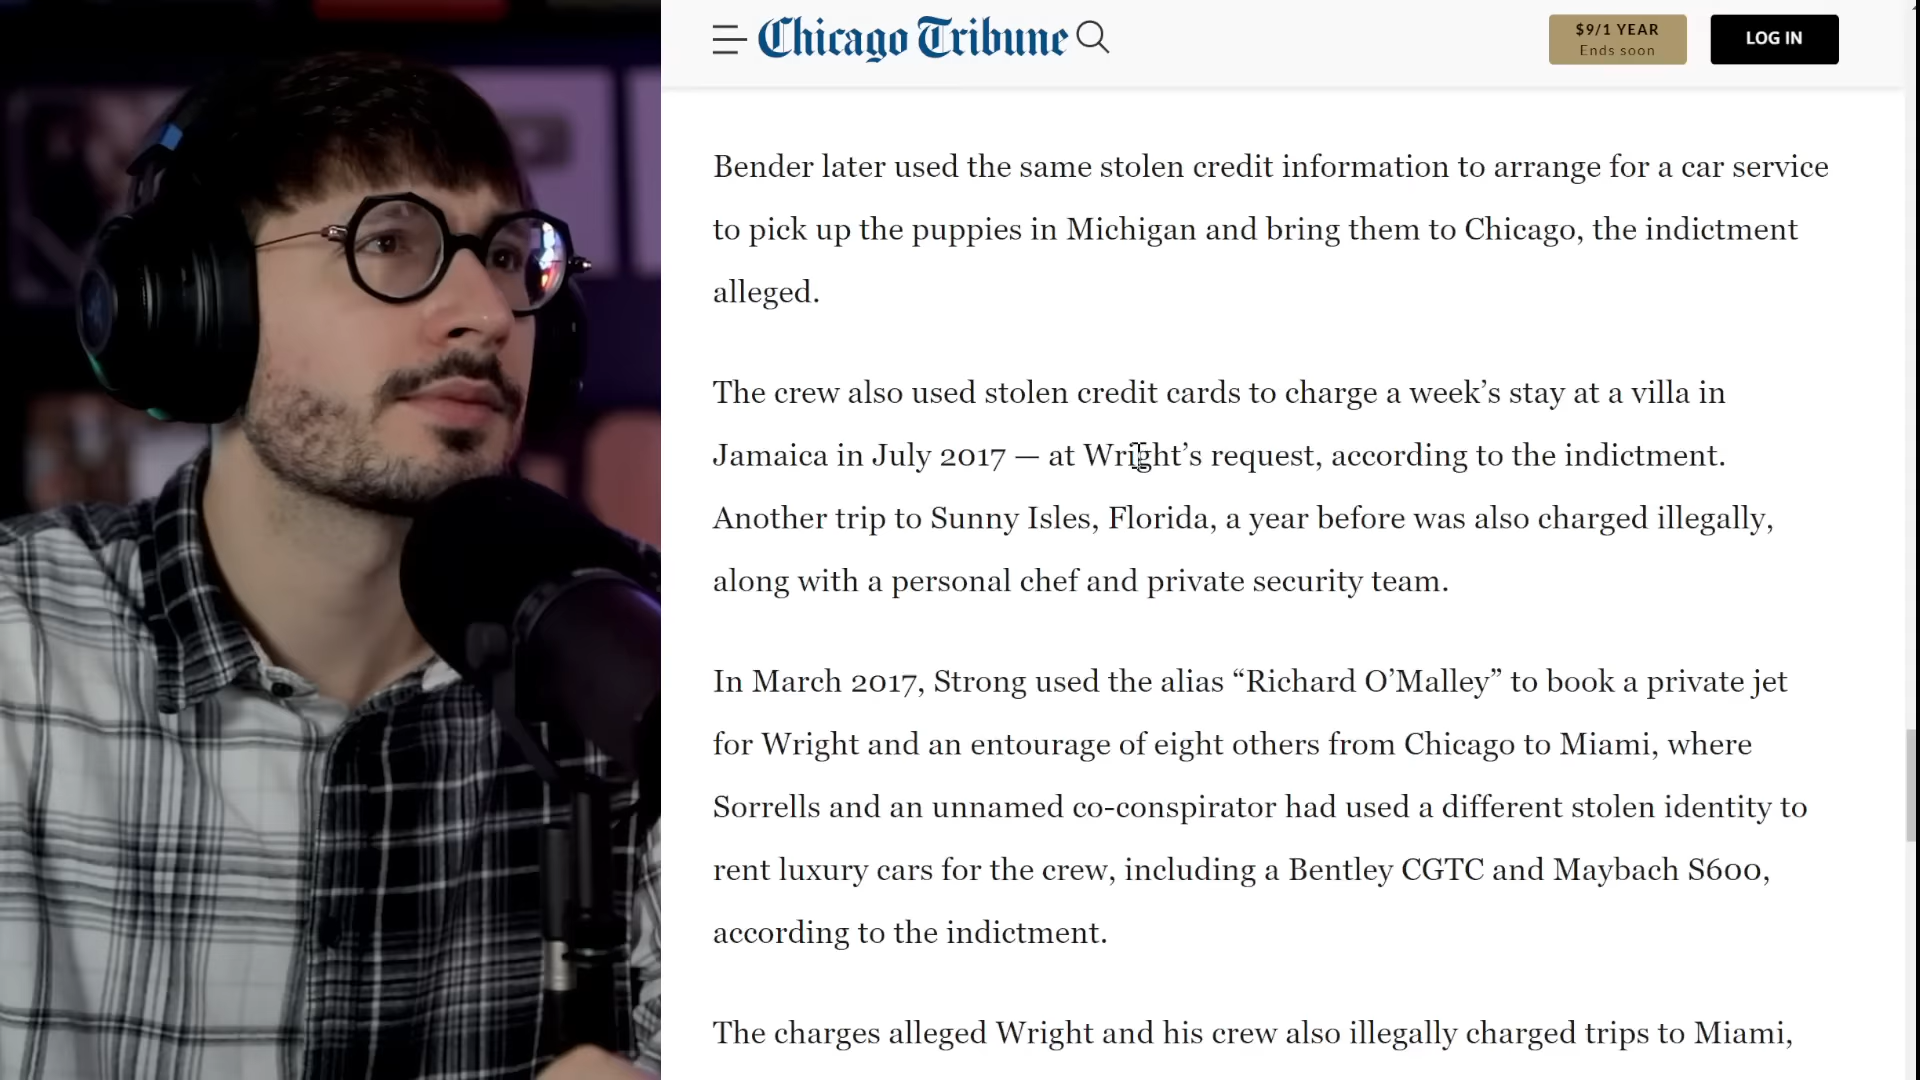 Chicago Tribune
$9/1 YEAR
Ends soon
LOG IN
Bender later used the same stolen credit information to arrange for a car service
to pick up the puppies in Michigan and bring them to Chicago, the indictment
alleged.
The crew also used stolen credit cards to charge a week’s stay at a villa in
Jamaica in July 2017 — at Wright’s request, according to the indictment.
Another trip to Sunny Isles, Florida, a year before was also charged illegally,
along with a personal chef and private security team.
In March 2017, Strong used the alias “Richard O’Malley” to book a private jet
for Wright and an entourage of eight others from Chicago to Miami, where
Sorrells and an unnamed co-conspirator had used a different stolen identity to
rent luxury cars for the crew, including a Bentley CGTC and Maybach S600,
according to the indictment.
The charges alleged Wright and his crew also illegally charged trips to Miami,